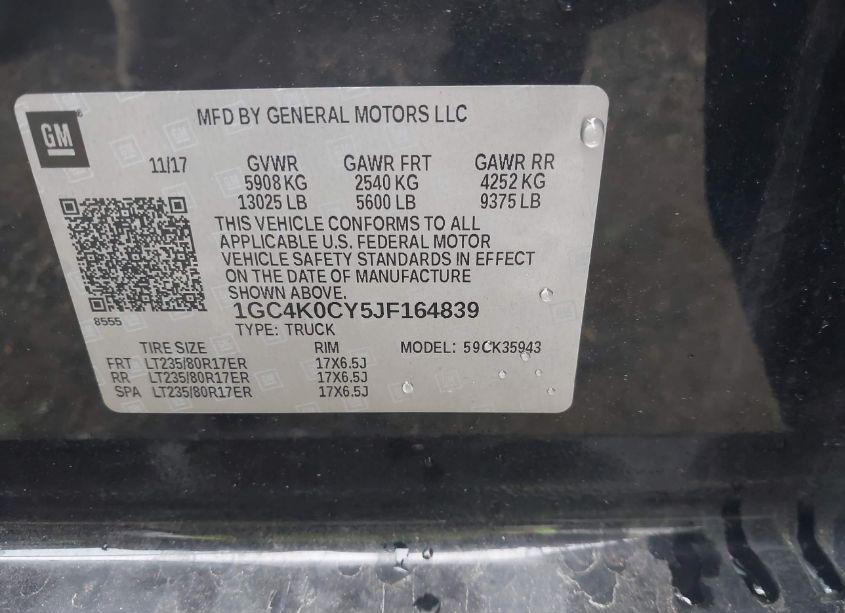 GM
MFD BY GENERAL MOTORS LLC
11/17 GVWR GAWR FRT GAWR RR
5908 KG 2540 KG 4252 KG
13025 LB 5600 LB 9375 LB
THIS VEHICLE CONFORMS TO ALL
APPLICABLE U.S. FEDERAL MOTOR
VEHICLE SAFETY STANDARDS IN EFFECT
ON THE DATE OF MANUFACTURE
SHOWN ABOVE.
8555
1GC4K0CY5JF164839
TYPE: TRUCK
TIRE SIZE RIM MODEL: 59CK35943
FRT LT235/80R17ER 17X6.5J
RR LT235/80R17ER 17X6.5J
SPA LT235/80R17ER 17X6.5J